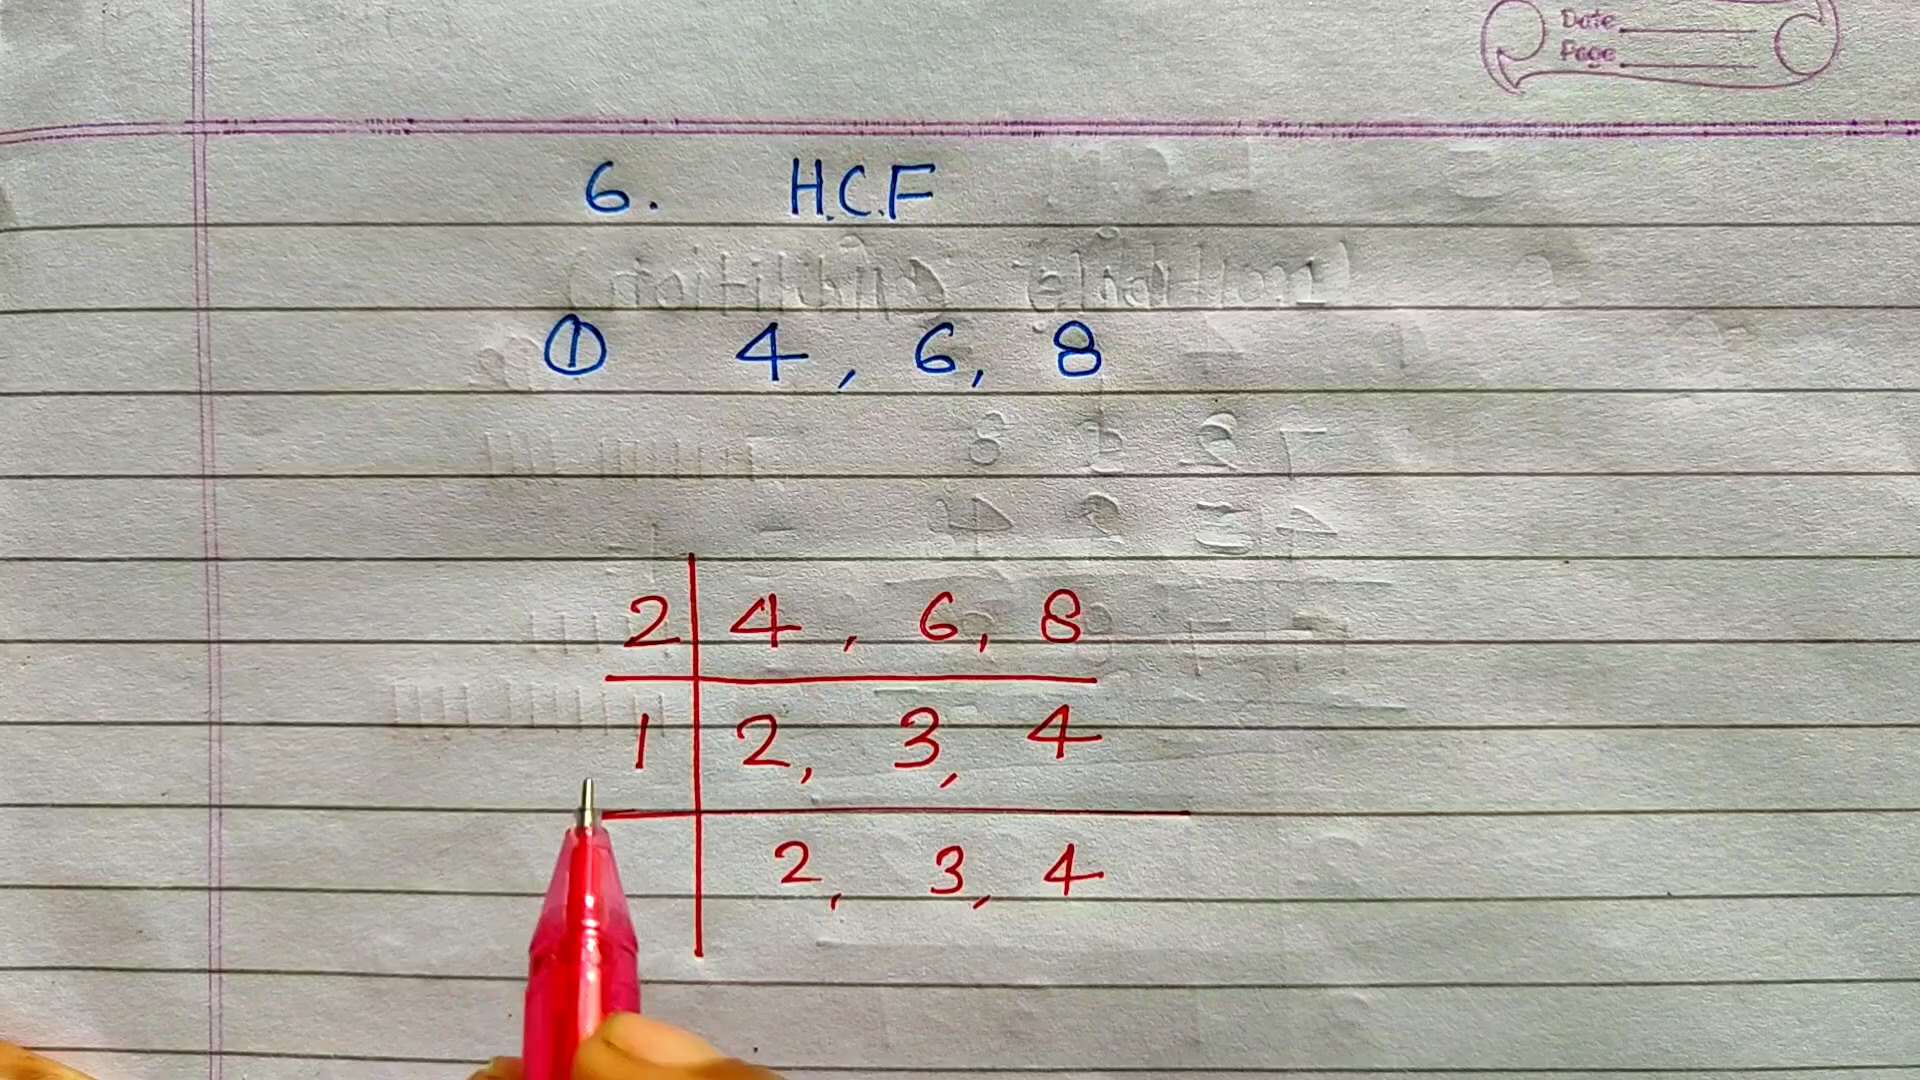 Date
Page
6. H.C.F
① 4, 6, 8
2 | 4, 6, 8
1 | 2, 3, 4
2, 3, 4